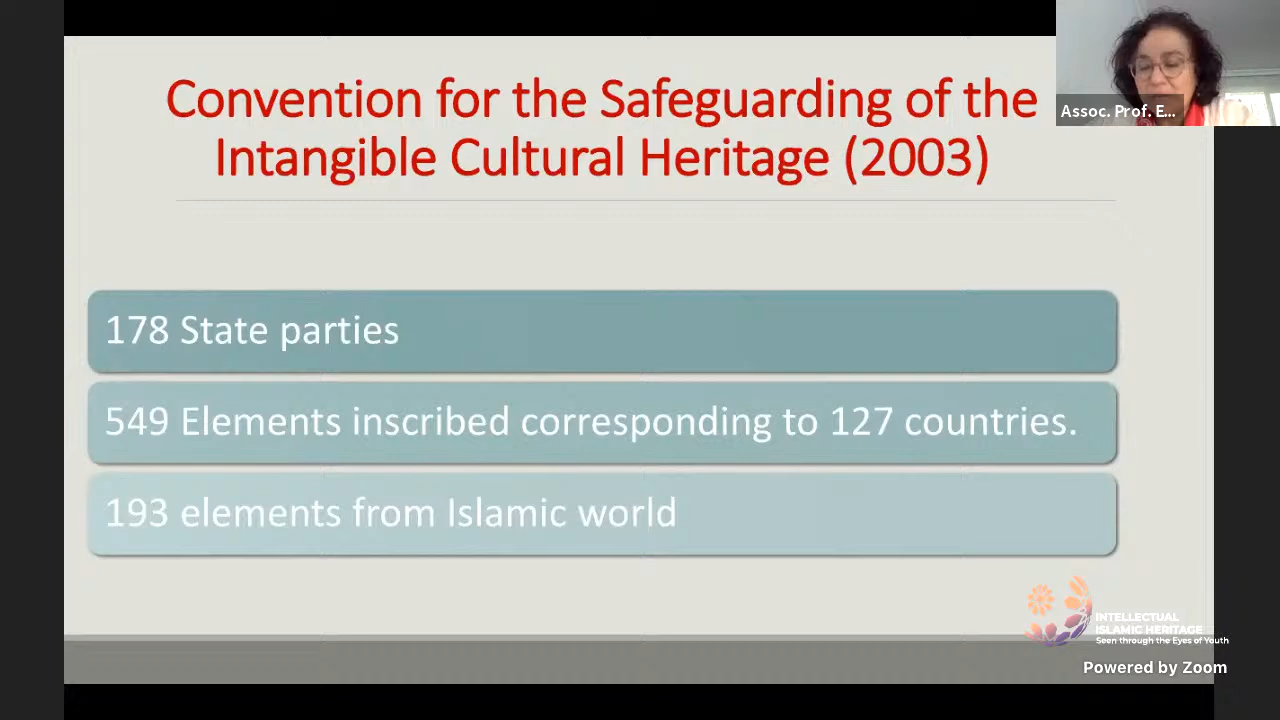 Convention for the Safeguarding of the
Intangible Cultural Heritage (2003)
Assoc. Prof. E...
178 State parties
549 Elements inscribed corresponding to 127 countries.
193 elements from Islamic world
INTELLECTUAL
ISLAMIC HERITAGE
Seen through the Eyes of Youth
Powered by Zoom